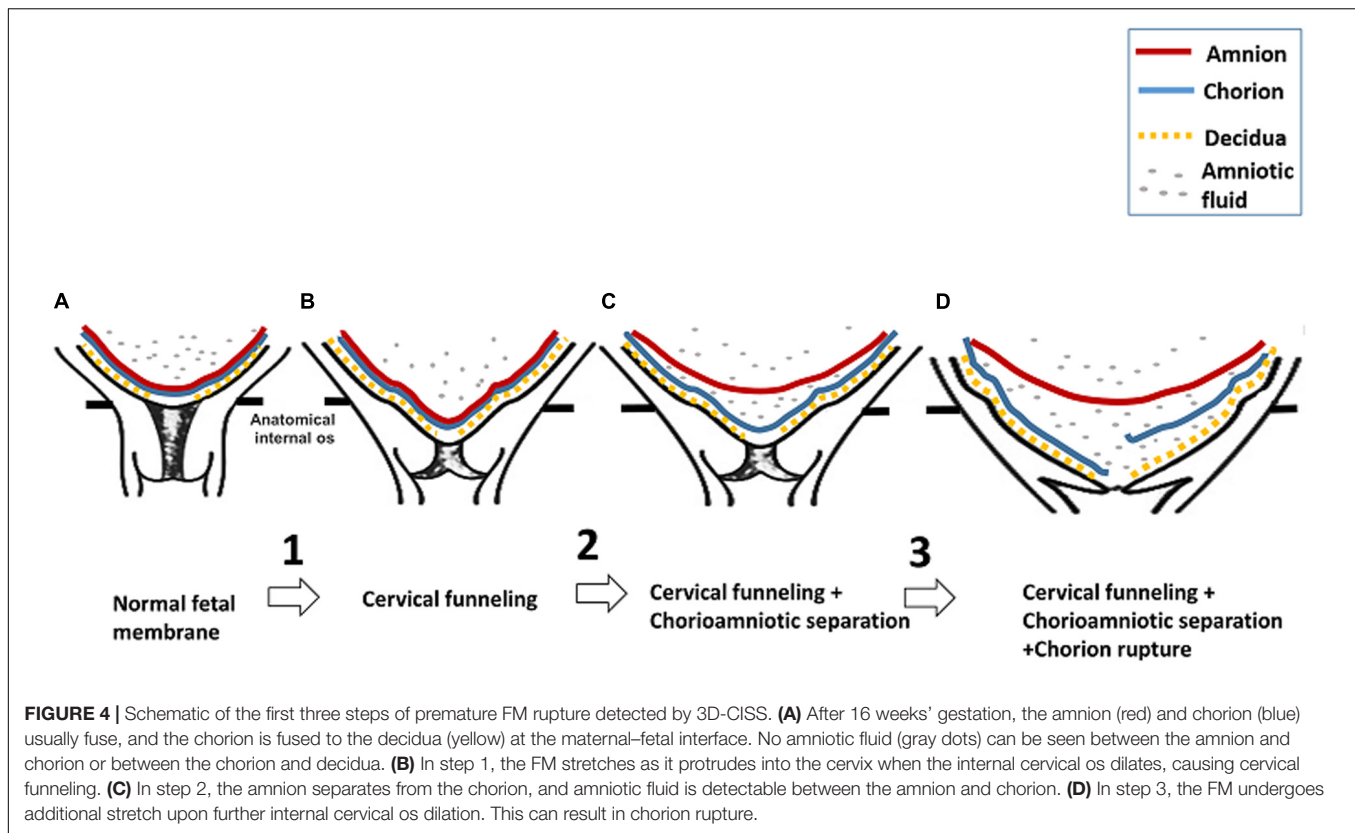 Amnion
Chorion
Decidua
Amniotic
fluid
A
B
C
D
Anatomical
internal os
1
2
3
Normal fetal
membrane
Cervical funneling
Cervical funneling +
Chorioamniotic separation
Cervical funneling +
Chorioamniotic separation
+Chorion rupture
FIGURE 4 | Schematic of the first three steps of premature FM rupture detected by 3D-CISS. (A) After 16 weeks' gestation, the amnion (red) and chorion (blue)
usually fuse, and the chorion is fused to the decidua (yellow) at the maternal–fetal interface. No amniotic fluid (gray dots) can be seen between the amnion and
chorion or between the chorion and decidua. (B) In step 1, the FM stretches as it protrudes into the cervix when the internal cervical os dilates, causing cervical
funneling. (C) In step 2, the amnion separates from the chorion, and amniotic fluid is detectable between the amnion and chorion. (D) In step 3, the FM undergoes
additional stretch upon further internal cervical os dilation. This can result in chorion rupture.